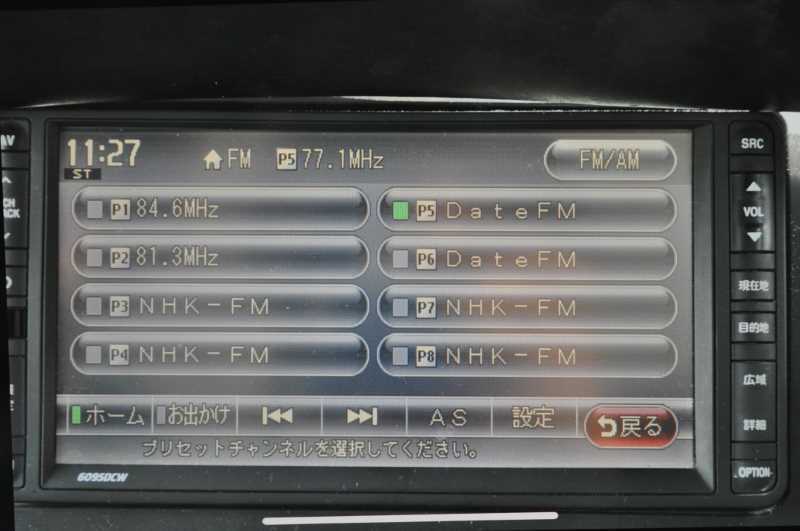 11:27 FM P5 77.1MHz FM/AM
ST
P1 84.6MHz
P2 81.3MHz
P3 NHK-FM
P4 NHK-FM
P5 DateFM
P6 DateFM
P7 NHK-FM
P8 NHK-FM
ホーム お出かけ AS 設定 戻る
プリセットチャンネルを選択してください。
6095DCW
SRC
VOL
現在地
目的地
広域
詳細
OPTION